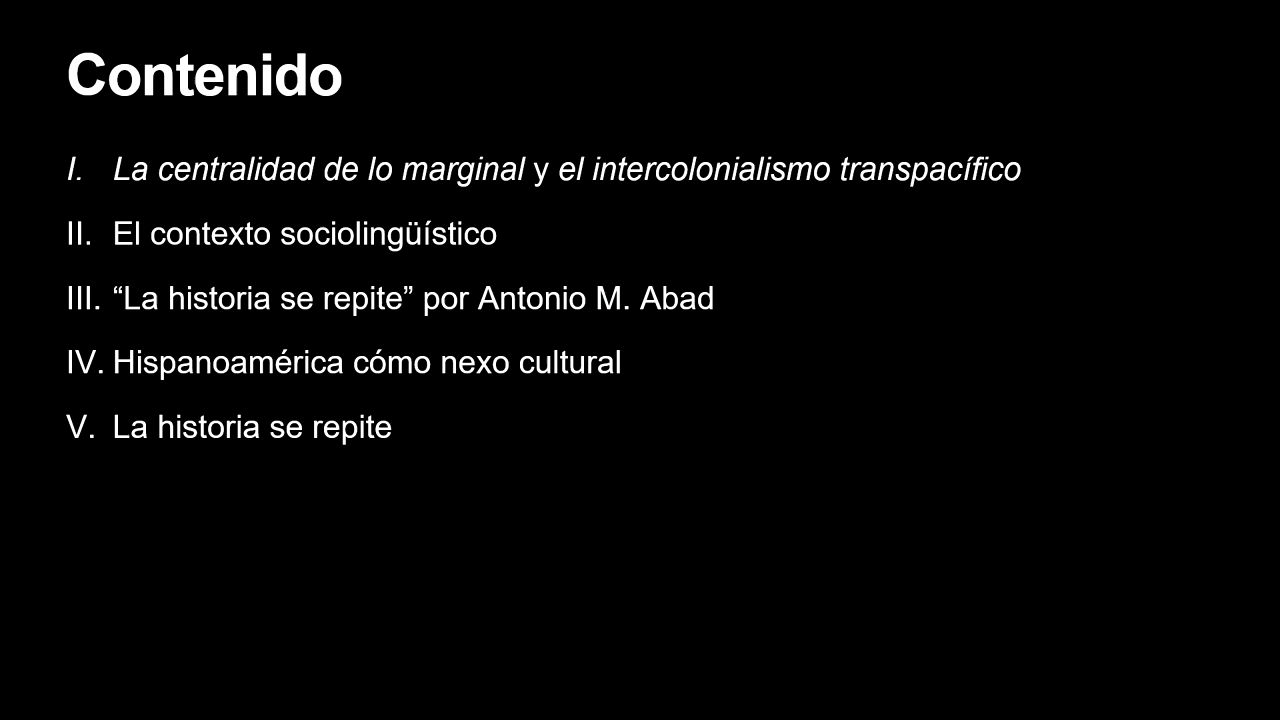 Contenido
I. La centralidad de lo marginal y el intercolonialismo transpacífico
II. El contexto sociolingüístico
III. “La historia se repite” por Antonio M. Abad
IV. Hispanoamérica cómo nexo cultural
V. La historia se repite